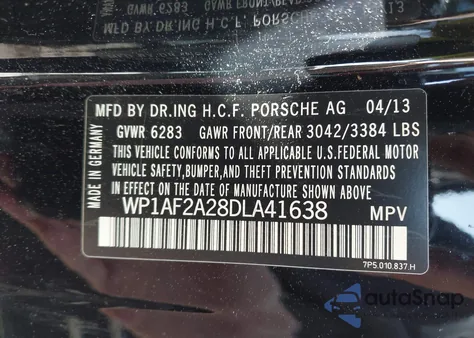 MADE IN GERMANY
MFD BY DR.ING H.C.F. PORSCHE AG 04/13
GVWR 6283 GAWR FRONT/REAR 3042/3384 LBS
THIS VEHICLE CONFORMS TO ALL APPLICABLE U.S.FEDERAL MOTOR
VEHICLE SAFETY,BUMPER,AND THEFT PREVENTION STANDARDS IN EFFECT ON THE
DATE OF MANUFACTURE SHOWN ABOVE.
WP1AF2A28DLA41638 MPV
7P5.010.837.H
autoSnap